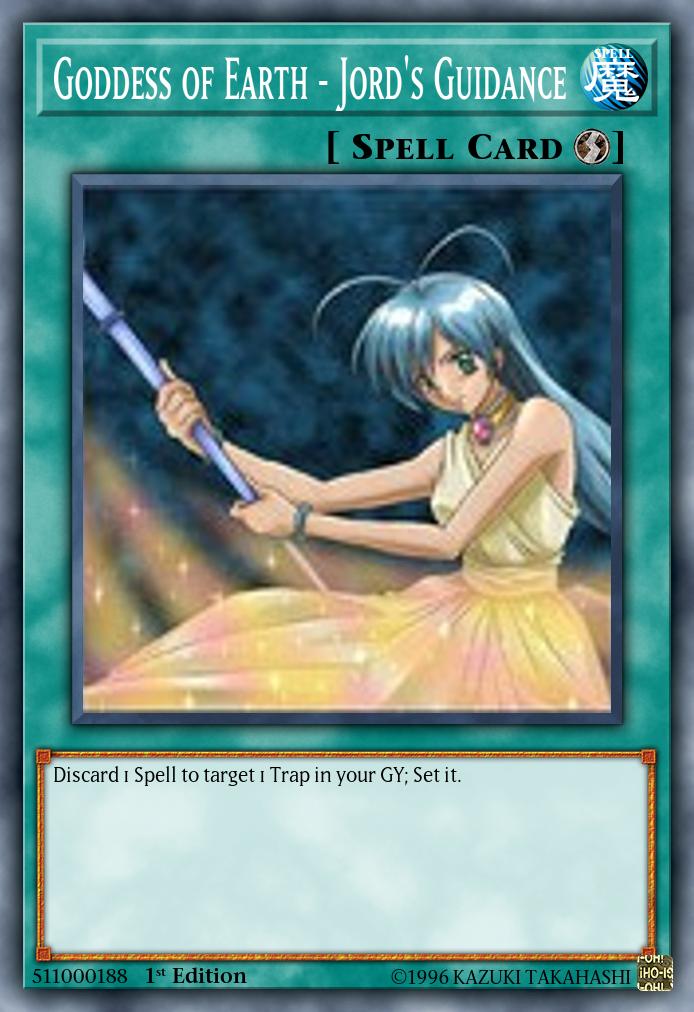 Goddess of Earth - Jord's Guidance
SPELL
魔
[ Spell Card ]
Discard 1 Spell to target 1 Trap in your GY; Set it.
511000188 1st Edition ©1996 KAZUKI TAKAHASHI